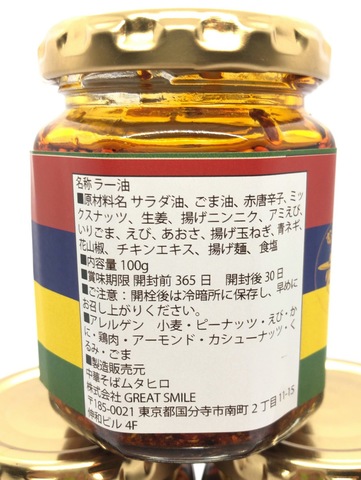 名称 ラー油
■原材料名 サラダ油、ごま油、赤唐辛子、ミッ
クスナッツ、生姜、揚げニンニク、アミえび、
いりごま、えび、あおさ、揚げ玉ねぎ、青ネギ、
花山椒、チキンエキス、揚げ麺、食塩
■内容量 100g
■賞味期限 開封前 365 日　開封後 30 日
■ご注意：開栓後は冷暗所に保存し、早めに
お召し上がりください。
■アレルゲン　小麦・ピーナッツ・えび・か
に・鶏肉・アーモンド・カシューナッツ・く
るみ・ごま
■製造販売元
中華そばムタヒロ
株式会社 GREAT SMILE
〒185-0021 東京都国分寺市南町 2 丁目 11-15
伸和ビル 4F